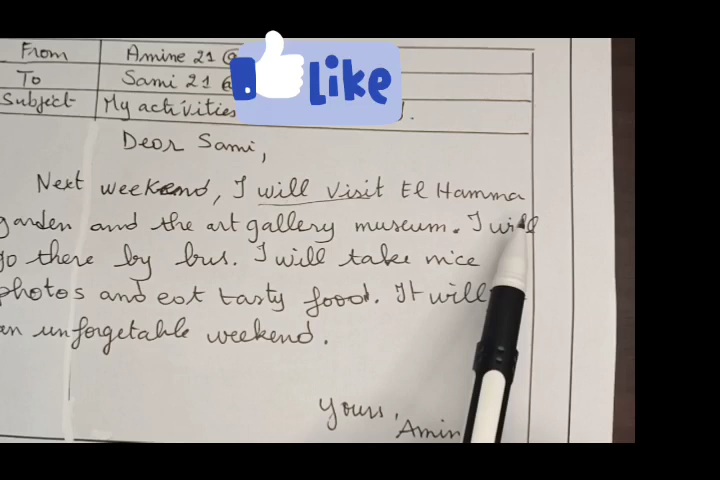 From Amine 21 @
Like
To Sami 21 @
Subject My activities
Dear Sami,
Next weekend, I will visit El Hamma
garden and the art gallery museum. I will
go there by bus. I will take nice
photos and eat tasty food. It will
an unforgetable weekend.
Yours,
Amin